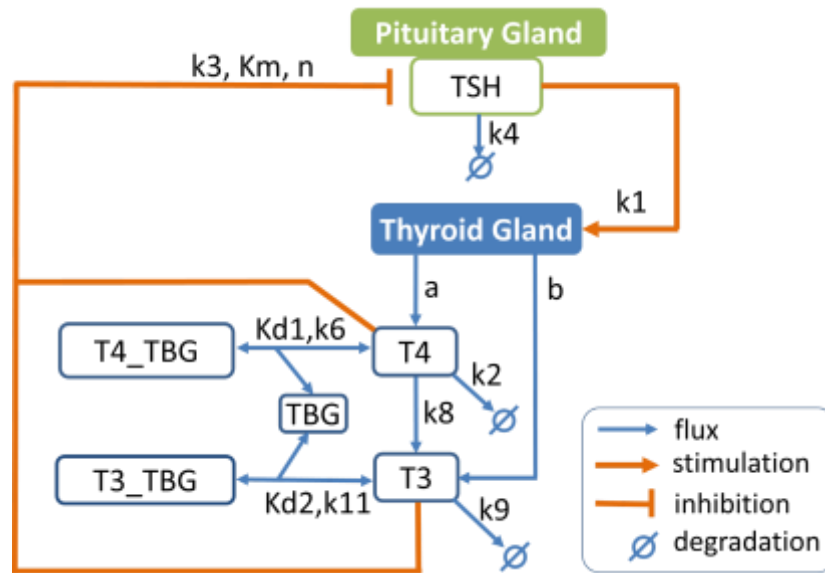 Pituitary Gland
k3, Km, n
TSH
k4
k1
Thyroid Gland
a
b
Kd1,k6
T4_TBG
T4
k2
TBG
k8
flux
T3_TBG
T3
stimulation
Kd2,k11
k9
inhibition
degradation